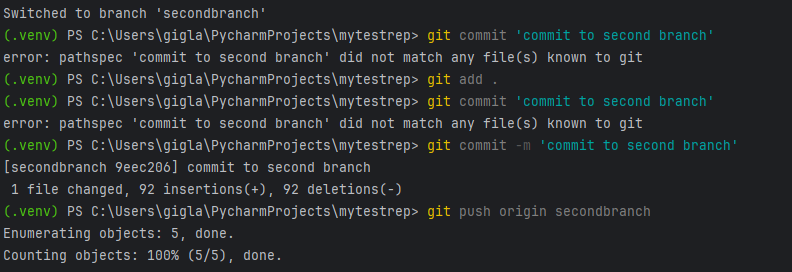 Switched to branch 'secondbranch'
(.venv) PS C:\Users\gigla\PycharmProjects\mytestrep> git commit 'commit to second branch'
error: pathspec 'commit to second branch' did not match any file(s) known to git
(.venv) PS C:\Users\gigla\PycharmProjects\mytestrep> git add .
(.venv) PS C:\Users\gigla\PycharmProjects\mytestrep> git commit 'commit to second branch'
error: pathspec 'commit to second branch' did not match any file(s) known to git
(.venv) PS C:\Users\gigla\PycharmProjects\mytestrep> git commit -m 'commit to second branch'
[secondbranch 9eec206] commit to second branch
 1 file changed, 92 insertions(+), 92 deletions(-)
(.venv) PS C:\Users\gigla\PycharmProjects\mytestrep> git push origin secondbranch
Enumerating objects: 5, done.
Counting objects: 100% (5/5), done.